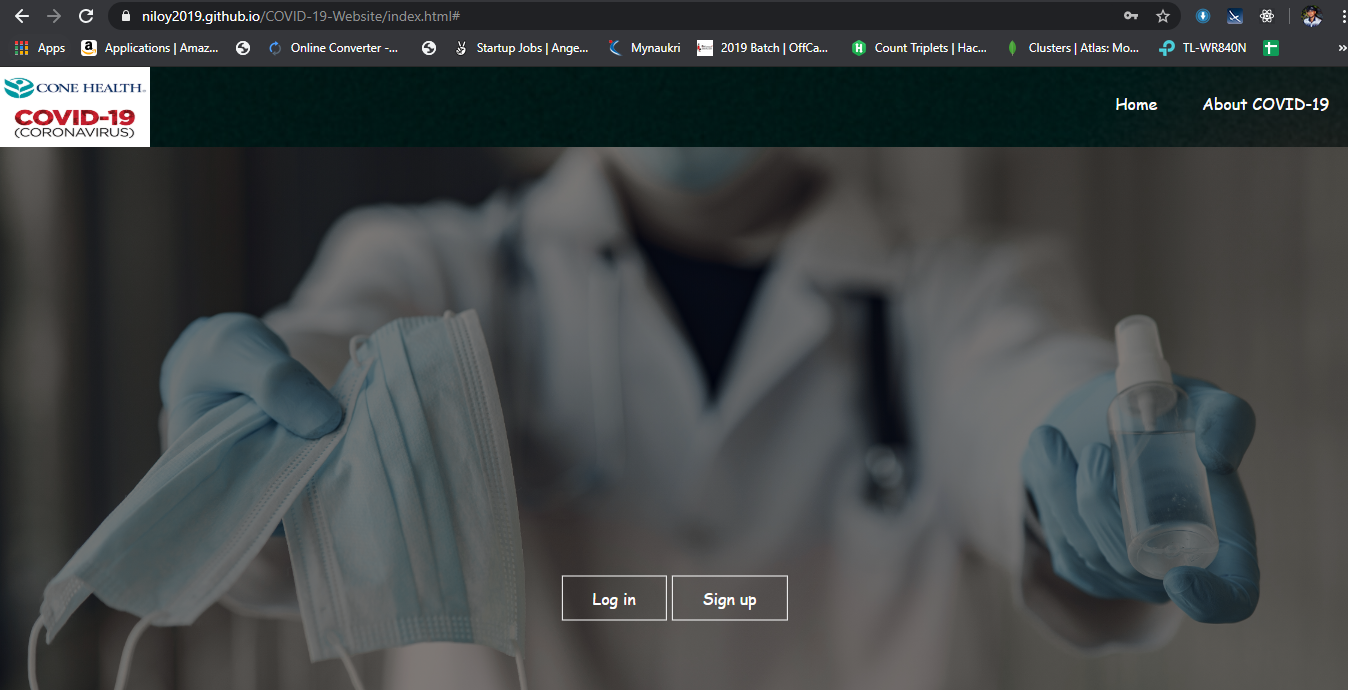 niloy2019.github.io/COVID-19-Website/index.html#
Apps
Applications | Amaz...
Online Converter -...
Startup Jobs | Ange...
Mynaukri
2019 Batch | OffCa...
Count Triplets | Hac...
Clusters | Atlas: Mo...
TL-WR840N
»
CONE HEALTH
COVID-19
(CORONAVIRUS)
Home
About COVID-19
Log in
Sign up